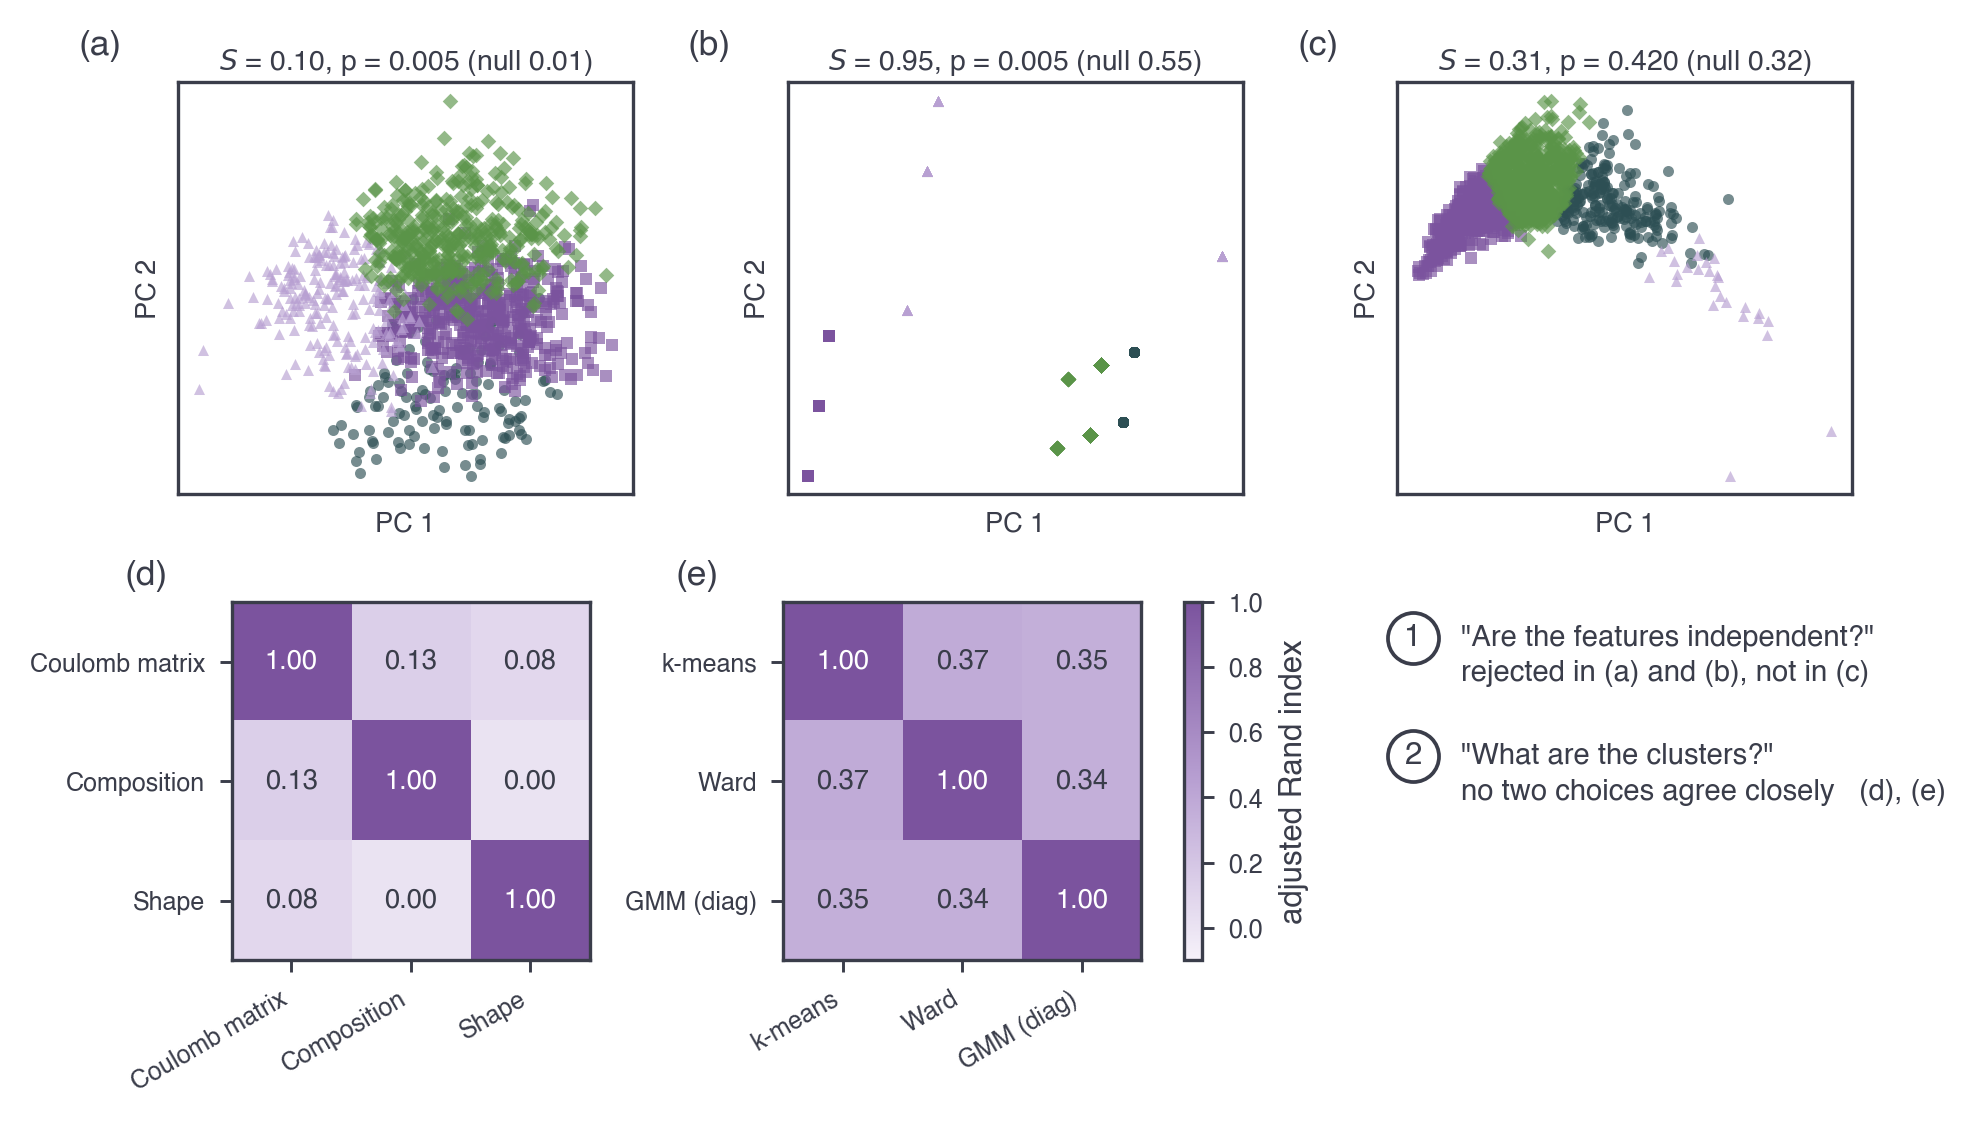 (a)
S = 0.10, p = 0.005 (null 0.01)
PC 2
PC 1
(b)
S = 0.95, p = 0.005 (null 0.55)
PC 2
PC 1
(c)
S = 0.31, p = 0.420 (null 0.32)
PC 2
PC 1
(d)
Coulomb matrix 1.00 0.13 0.08
Composition 0.13 1.00 0.00
Shape 0.08 0.00 1.00
Coulomb matrix Composition Shape
(e)
k-means 1.00 0.37 0.35
Ward 0.37 1.00 0.34
GMM (diag) 0.35 0.34 1.00
k-means Ward GMM (diag)
1.0
0.8
0.6
0.4
0.2
0.0
adjusted Rand index
1 "Are the features independent?"
rejected in (a) and (b), not in (c)
2 "What are the clusters?"
no two choices agree closely (d), (e)